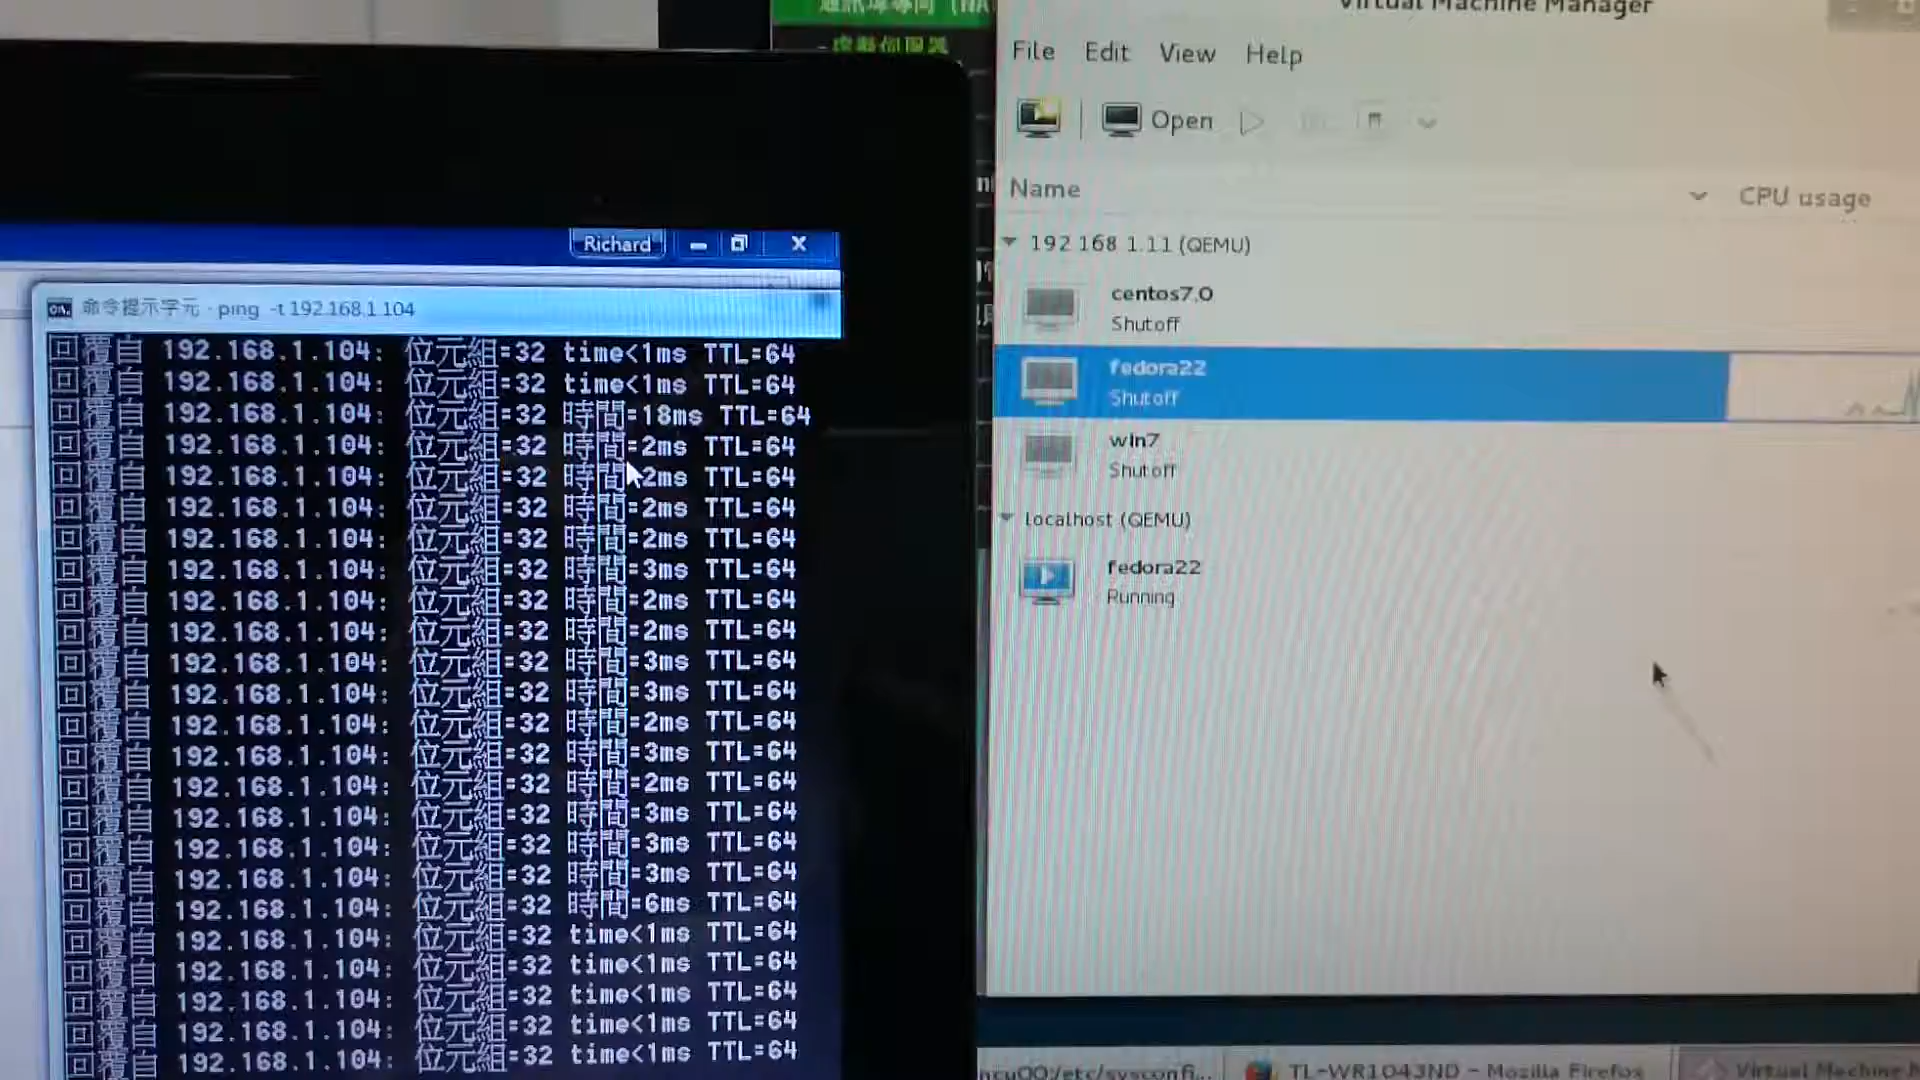 Richard
命令提示字元 - ping -t 192.168.1.104
回覆自 192.168.1.104: 位元組=32 time<1ms TTL=64
回覆自 192.168.1.104: 位元組=32 time<1ms TTL=64
回覆自 192.168.1.104: 位元組=32 時間=18ms TTL=64
回覆自 192.168.1.104: 位元組=32 時間=2ms TTL=64
回覆自 192.168.1.104: 位元組=32 時間=2ms TTL=64
回覆自 192.168.1.104: 位元組=32 時間=2ms TTL=64
回覆自 192.168.1.104: 位元組=32 時間=2ms TTL=64
回覆自 192.168.1.104: 位元組=32 時間=3ms TTL=64
回覆自 192.168.1.104: 位元組=32 時間=2ms TTL=64
回覆自 192.168.1.104: 位元組=32 時間=2ms TTL=64
回覆自 192.168.1.104: 位元組=32 時間=3ms TTL=64
回覆自 192.168.1.104: 位元組=32 時間=3ms TTL=64
回覆自 192.168.1.104: 位元組=32 時間=2ms TTL=64
回覆自 192.168.1.104: 位元組=32 時間=3ms TTL=64
回覆自 192.168.1.104: 位元組=32 時間=2ms TTL=64
回覆自 192.168.1.104: 位元組=32 時間=3ms TTL=64
回覆自 192.168.1.104: 位元組=32 時間=3ms TTL=64
回覆自 192.168.1.104: 位元組=32 時間=3ms TTL=64
回覆自 192.168.1.104: 位元組=32 時間=6ms TTL=64
回覆自 192.168.1.104: 位元組=32 time<1ms TTL=64
回覆自 192.168.1.104: 位元組=32 time<1ms TTL=64
回覆自 192.168.1.104: 位元組=32 time<1ms TTL=64
回覆自 192.168.1.104: 位元組=32 time<1ms TTL=64
回覆自 192.168.1.104: 位元組=32 time<1ms TTL=64
Virtual Machine Manager
File Edit View Help
Open
Name CPU usage
192.168.1.11 (QEMU)
centos7.0
Shutoff
fedora22
Shutoff
win7
Shutoff
localhost (QEMU)
fedora22
Running
TL-WR1043ND - Mozilla Firefox
Virtual Machine